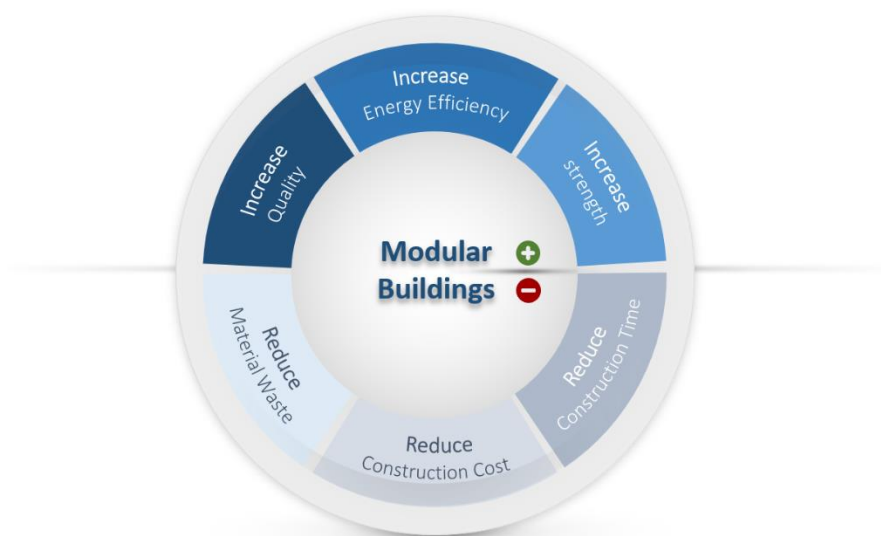 Increase
Energy Efficiency
Increase
strength
Increase
Quality
Modular
Buildings
Reduce
Material Waste
Reduce
Construction Time
Reduce
Construction Cost